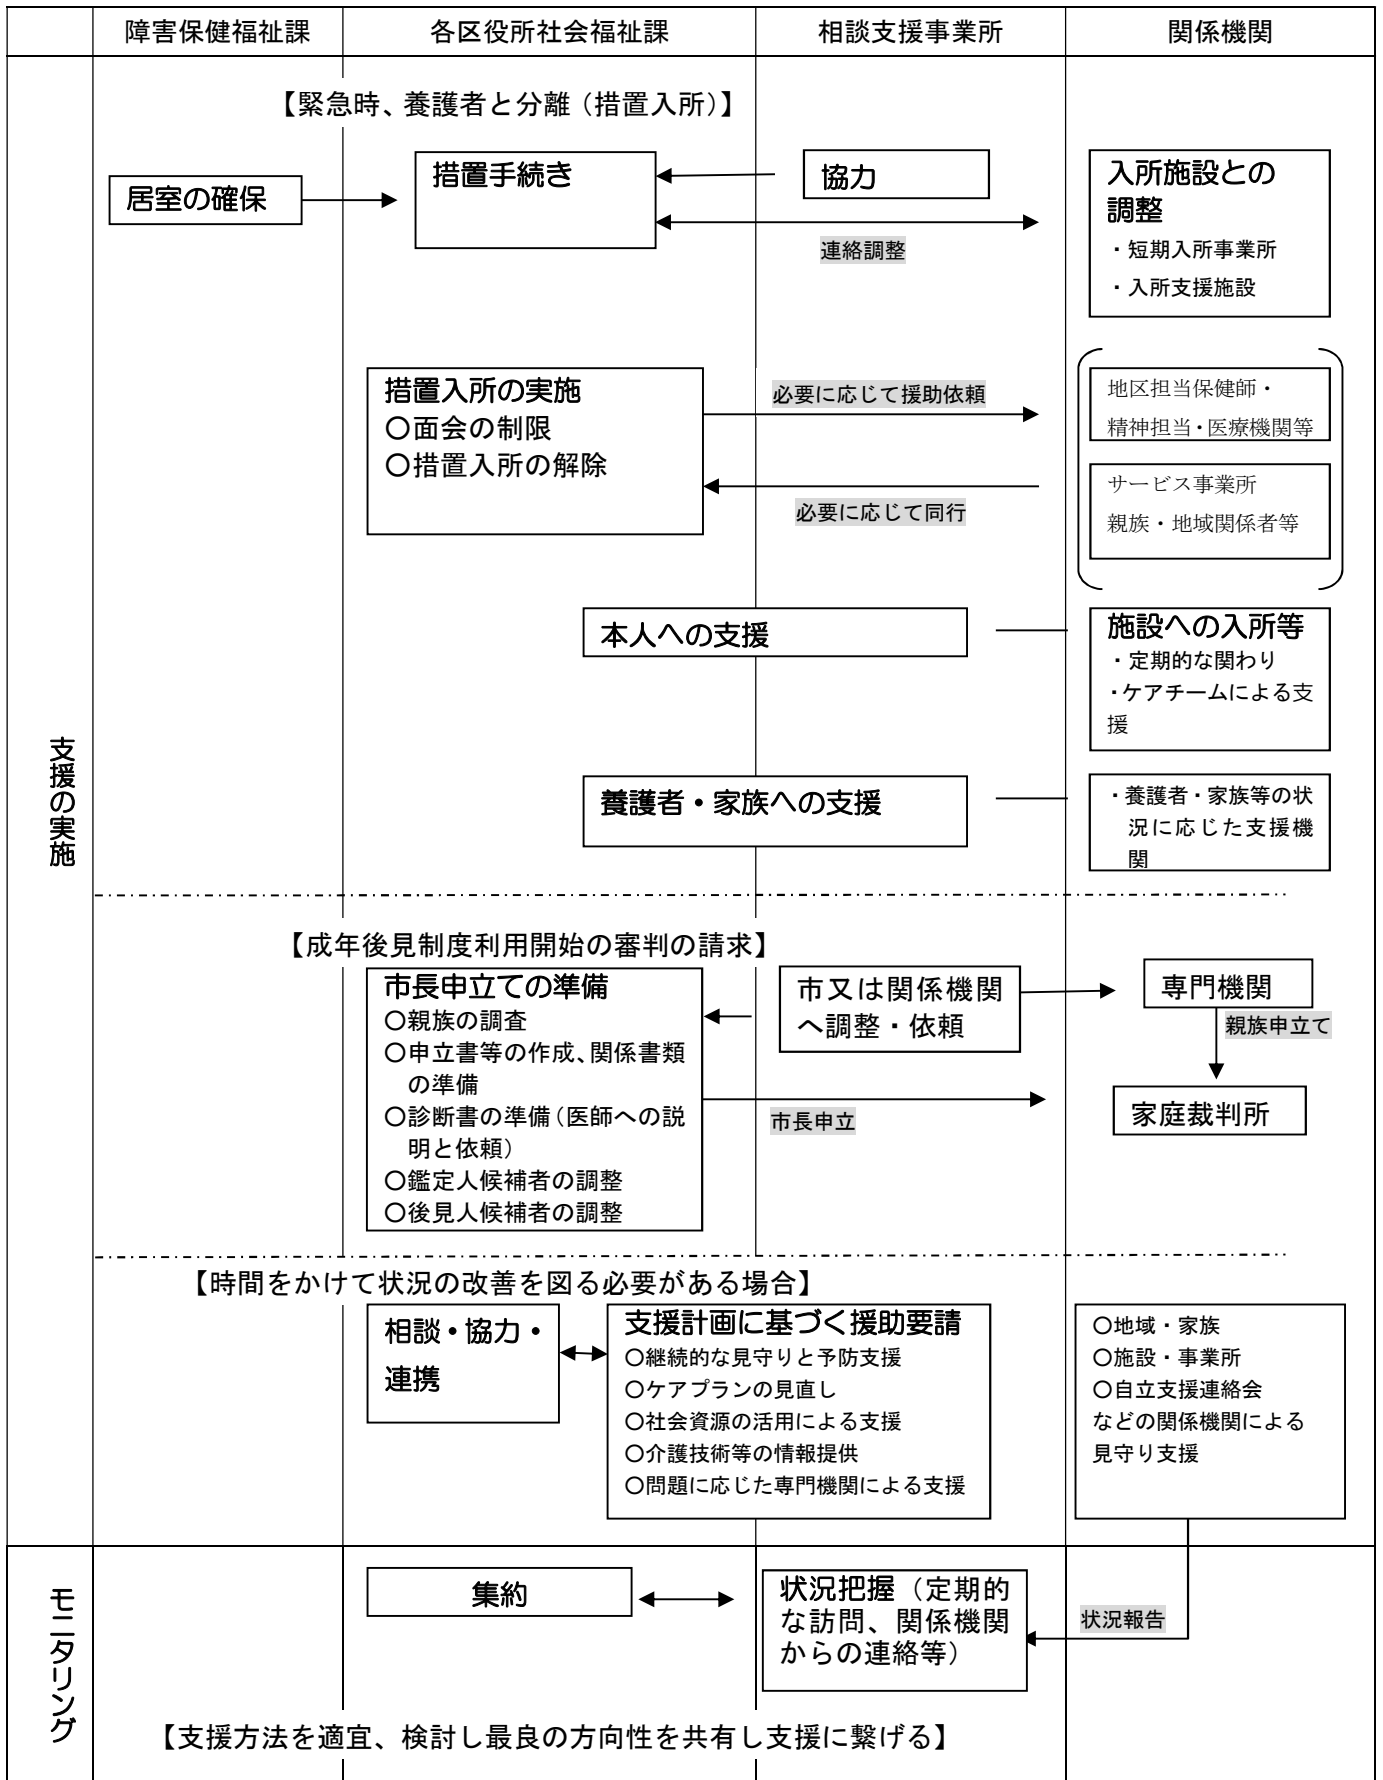 障害保健福祉課
各区役所社会福祉課
相談支援事業所
関係機関
支援の実施
【緊急時、養護者と分離（措置入所）】
居室の確保
措置手続き
協力
連絡調整
入所施設との
調整
・短期入所事業所
・入所支援施設
措置入所の実施
〇面会の制限
〇措置入所の解除
必要に応じて援助依頼
必要に応じて同行
地区担当保健師・
精神担当・医療機関等
サービス事業所
親族・地域関係者等
本人への支援
施設への入所等
・定期的な関わり
・ケアチームによる支
援
養護者・家族への支援
・養護者・家族等の状
況に応じた支援機
関
【成年後見制度利用開始の審判の請求】
市長申立ての準備
〇親族の調査
〇申立書等の作成、関係書類
の準備
〇診断書の準備（医師への説
明と依頼）
〇鑑定人候補者の調整
〇後見人候補者の調整
市又は関係機関
へ調整・依頼
専門機関
親族申立て
市長申立
家庭裁判所
【時間をかけて状況の改善を図る必要がある場合】
相談・協力・
連携
支援計画に基づく援助要請
〇継続的な見守りと予防支援
〇ケアプランの見直し
〇社会資源の活用による支援
〇介護技術等の情報提供
〇問題に応じた専門機関による支援
〇地域・家族
〇施設・事業所
〇自立支援連絡会
などの関係機関による
見守り支援
モニタリング
集約
状況把握（定期的
な訪問、関係機関
からの連絡等）
状況報告
【支援方法を適宜、検討し最良の方向性を共有し支援に繋げる】